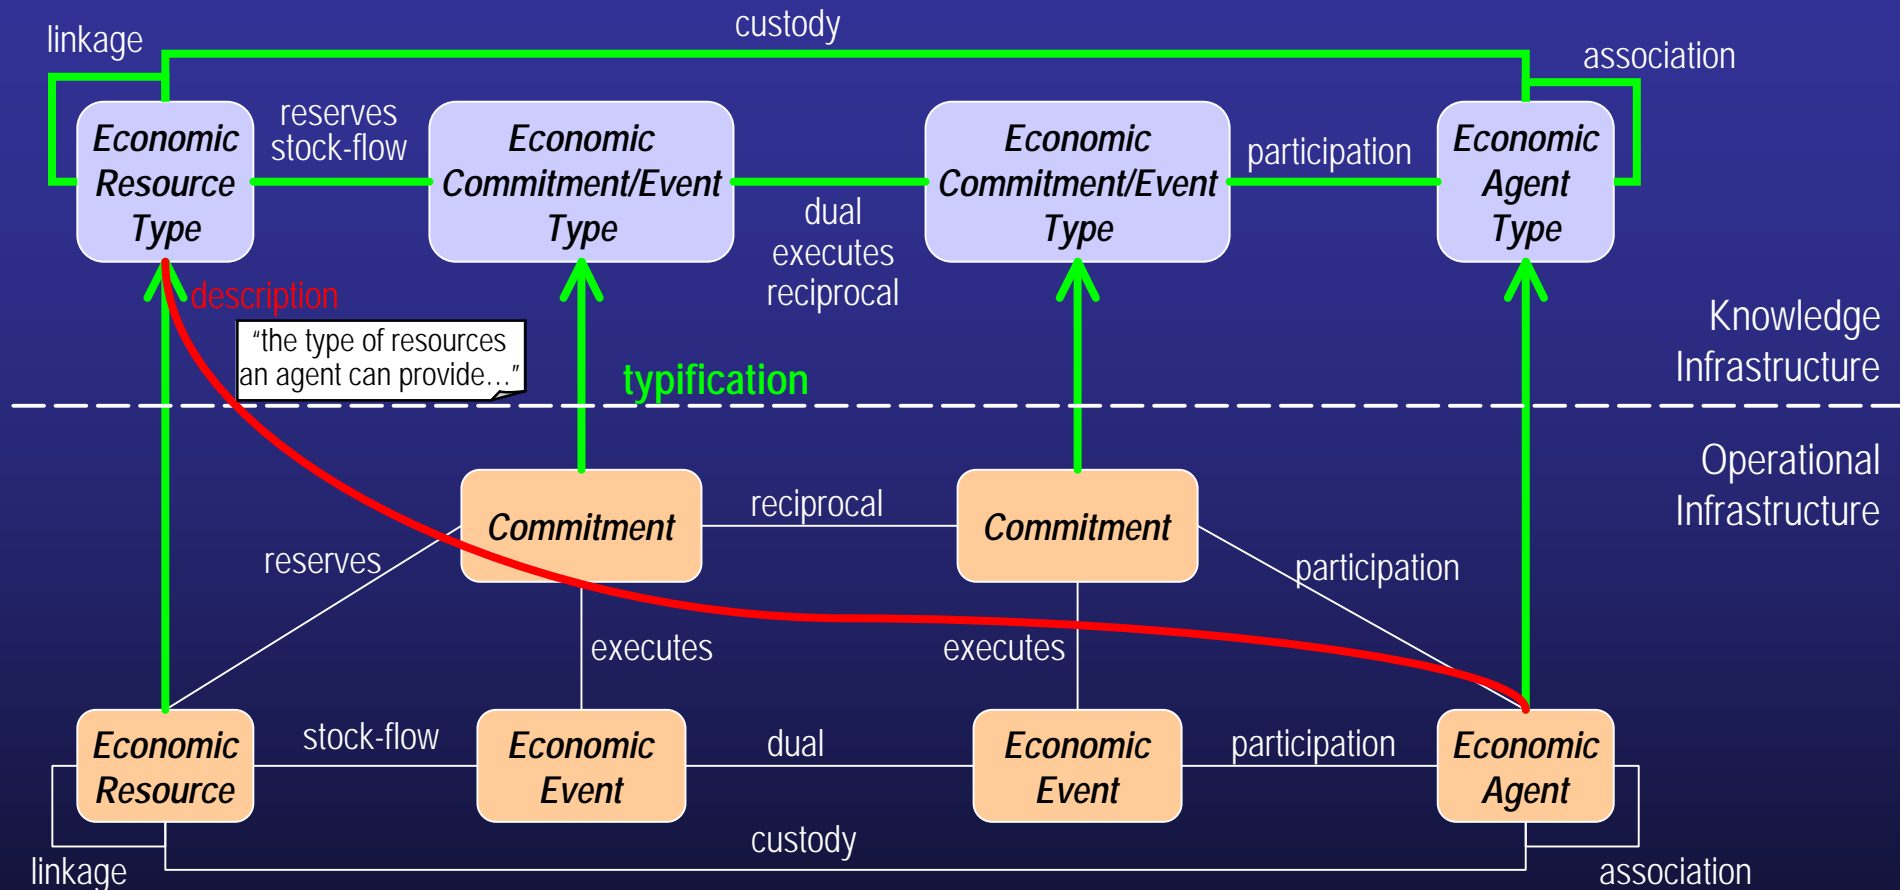 custody
linkage
association
reserves
stock-flow
Economic
Resource
Type
Economic
Commitment/Event
Type
dual
executes
reciprocal
Economic
Commitment/Event
Type
participation
Economic
Agent
Type
description
“the type of resources
an agent can provide…”
typification
Knowledge
Infrastructure
Operational
Infrastructure
Commitment
reciprocal
Commitment
reserves
participation
executes
executes
Economic
Resource
stock-flow
Economic
Event
dual
Economic
Event
participation
Economic
Agent
custody
linkage
association